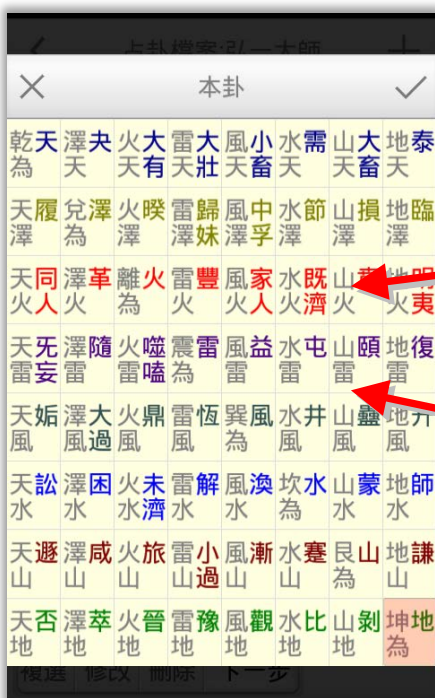 占卦檔案:弘一大師
本卦
乾天 澤夬 火大 雷大 風小 水需 山大 地泰
為 天 天有 天壯 天畜 天 天畜 天
天履 兌澤 火暌 雷歸 風中 水節 山損 地臨
澤 為 澤 澤妹 澤孚 澤 澤 澤
天同 澤革 離火 雷豐 風家 水既 山 地明
火人 火 為 火 火人 火濟 火 火夷
天无 澤隨 火噬 震雷 風益 水屯 山頤 地復
雷妄 雷 雷嗑 為 雷 雷 雷 雷
天姤 澤大 火鼎 雷恆 巽風 水井 山蠱 地升
風 風過 風 風 為 風 風 風
天訟 澤困 火未 雷解 風渙 坎水 山蒙 地師
水 水 水濟 水 水 為 水 水
天遯 澤咸 火旅 雷小 風漸 水蹇 艮山 地謙
山 山 山 山過 山 山 為 山
天否 澤萃 火晉 雷豫 風觀 水比 山剝 坤地
地 地 地 地 地 地 地 為
複選 修改 刪除 下一步